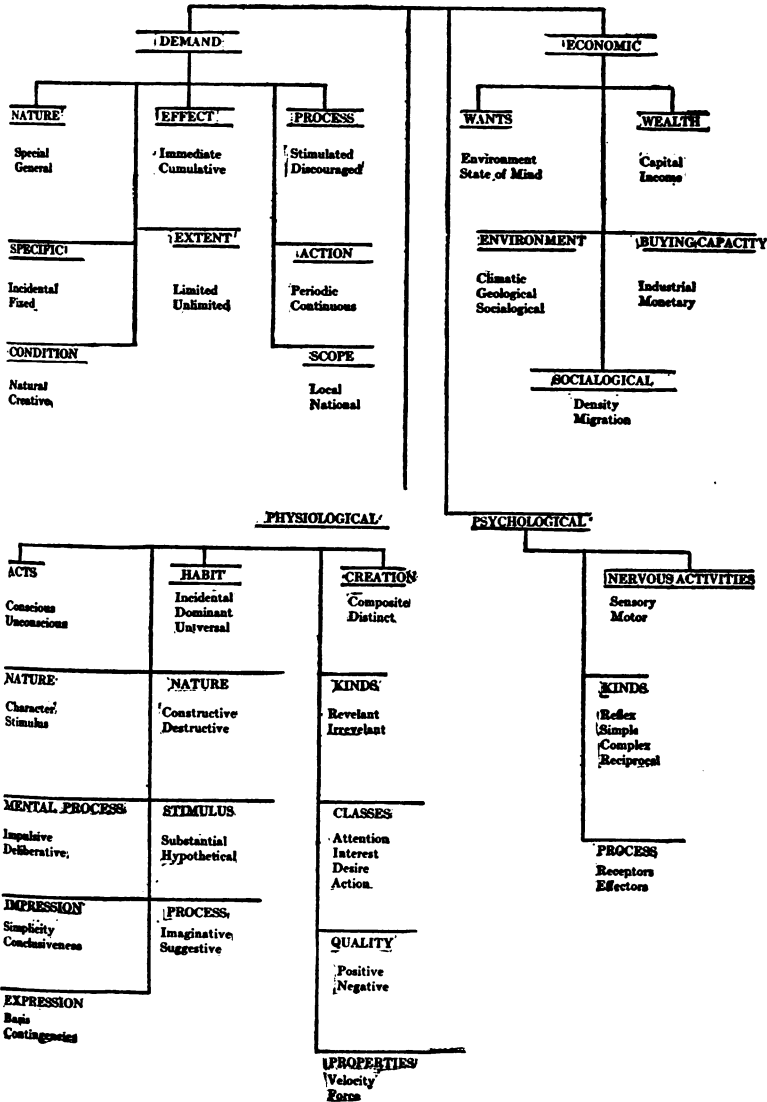 DEMAND
ECONOMIC
NATURE
EFFECT
PROCESS
WANTS
WEALTH
Special
General
Immediate
Cumulative
Stimulated
Discouraged
Environment
State of Mind
Capital
Income
SPECIFIC
EXTENT
ACTION
ENVIRONMENT
BUYING CAPACITY
Incidental
Fixed
Limited
Unlimited
Periodic
Continuous
Climatic
Geological
Socialogical
Industrial
Monetary
CONDITION
SCOPE
SOCIALOGICAL
Natural
Creative
Local
National
Density
Migration
PHYSIOLOGICAL
PSYCHOLOGICAL
ACTS
HABIT
CREATION
NERVOUS ACTIVITIES
Conscious
Unconscious
Incidental
Dominant
Universal
Composite
Distinct
Sensory
Motor
NATURE
NATURE
KINDS
KINDS
Character
Stimulus
Constructive
Destructive
Revelant
Irrevelant
Reflex
Simple
Complex
Reciprocal
MENTAL PROCESS
STIMULUS
CLASSES
PROCESS
Impulsive
Deliberative
Substantial
Hypothetical
Attention
Interest
Desire
Action
Receptors
Effectors
IMPRESSION
PROCESS
QUALITY
Simplicity
Conclusiveness
Imaginative
Suggestive
Positive
Negative
EXPRESSION
PROPERTIES
Basis
Contingencies
Velocity
Force